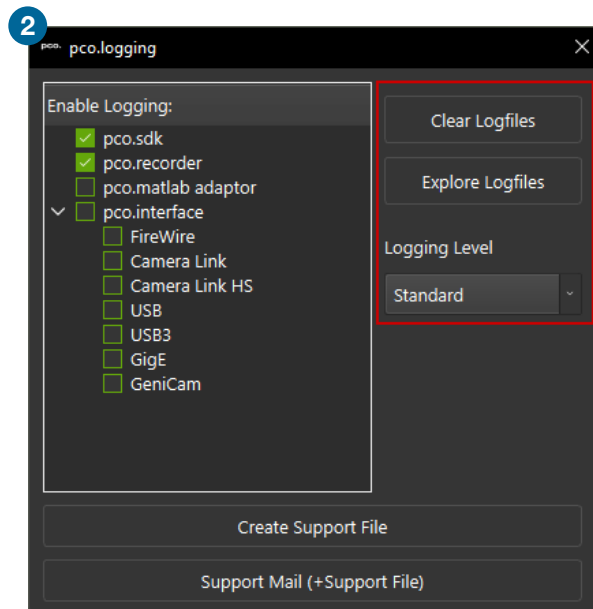 2
pco. pco.logging
Enable Logging:
pco.sdk
pco.recorder
pco.matlab adaptor
pco.interface
FireWire
Camera Link
Camera Link HS
USB
USB3
GigE
GeniCam
Clear Logfiles
Explore Logfiles
Logging Level
Standard
Create Support File
Support Mail (+Support File)